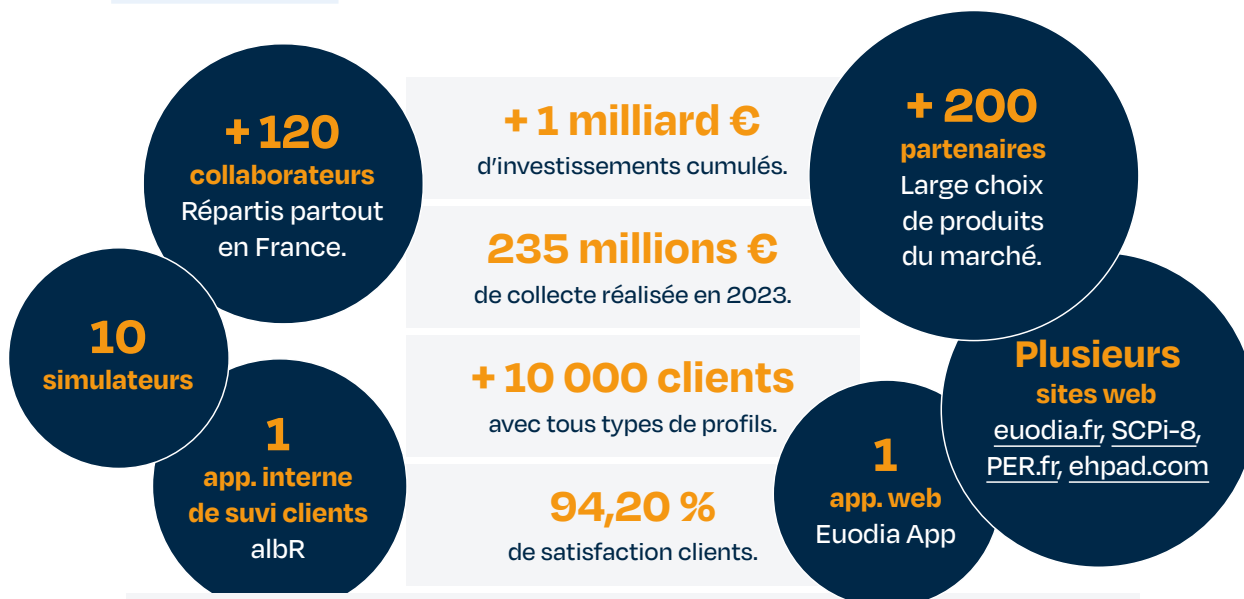 + 120
collaborateurs
Répartis partout
en France.
10
simulateurs
1
app. interne
de suvi clients
albR
+ 1 milliard €
d’investissements cumulés.
235 millions €
de collecte réalisée en 2023.
+ 10 000 clients
avec tous types de profils.
94,20 %
de satisfaction clients.
+ 200
partenaires
Large choix
de produits
du marché.
Plusieurs
sites web
euodia.fr, SCPi-8,
PER.fr, ehpad.com
1
app. web
Euodia App